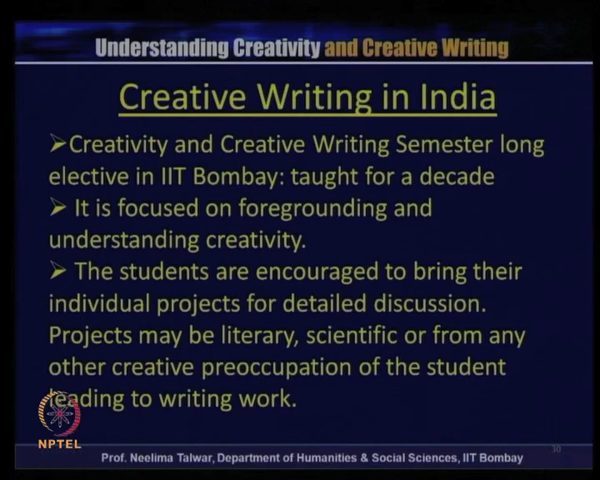 Understanding Creativity and Creative Writing
Creative Writing in India
➢Creativity and Creative Writing Semester long
elective in IIT Bombay: taught for a decade
➢ It is focused on foregrounding and
understanding creativity.
➢ The students are encouraged to bring their
individual projects for detailed discussion.
Projects may be literary, scientific or from any
other creative preoccupation of the student
leading to writing work.
NPTEL
30
Prof. Neelima Talwar, Department of Humanities & Social Sciences, IIT Bombay